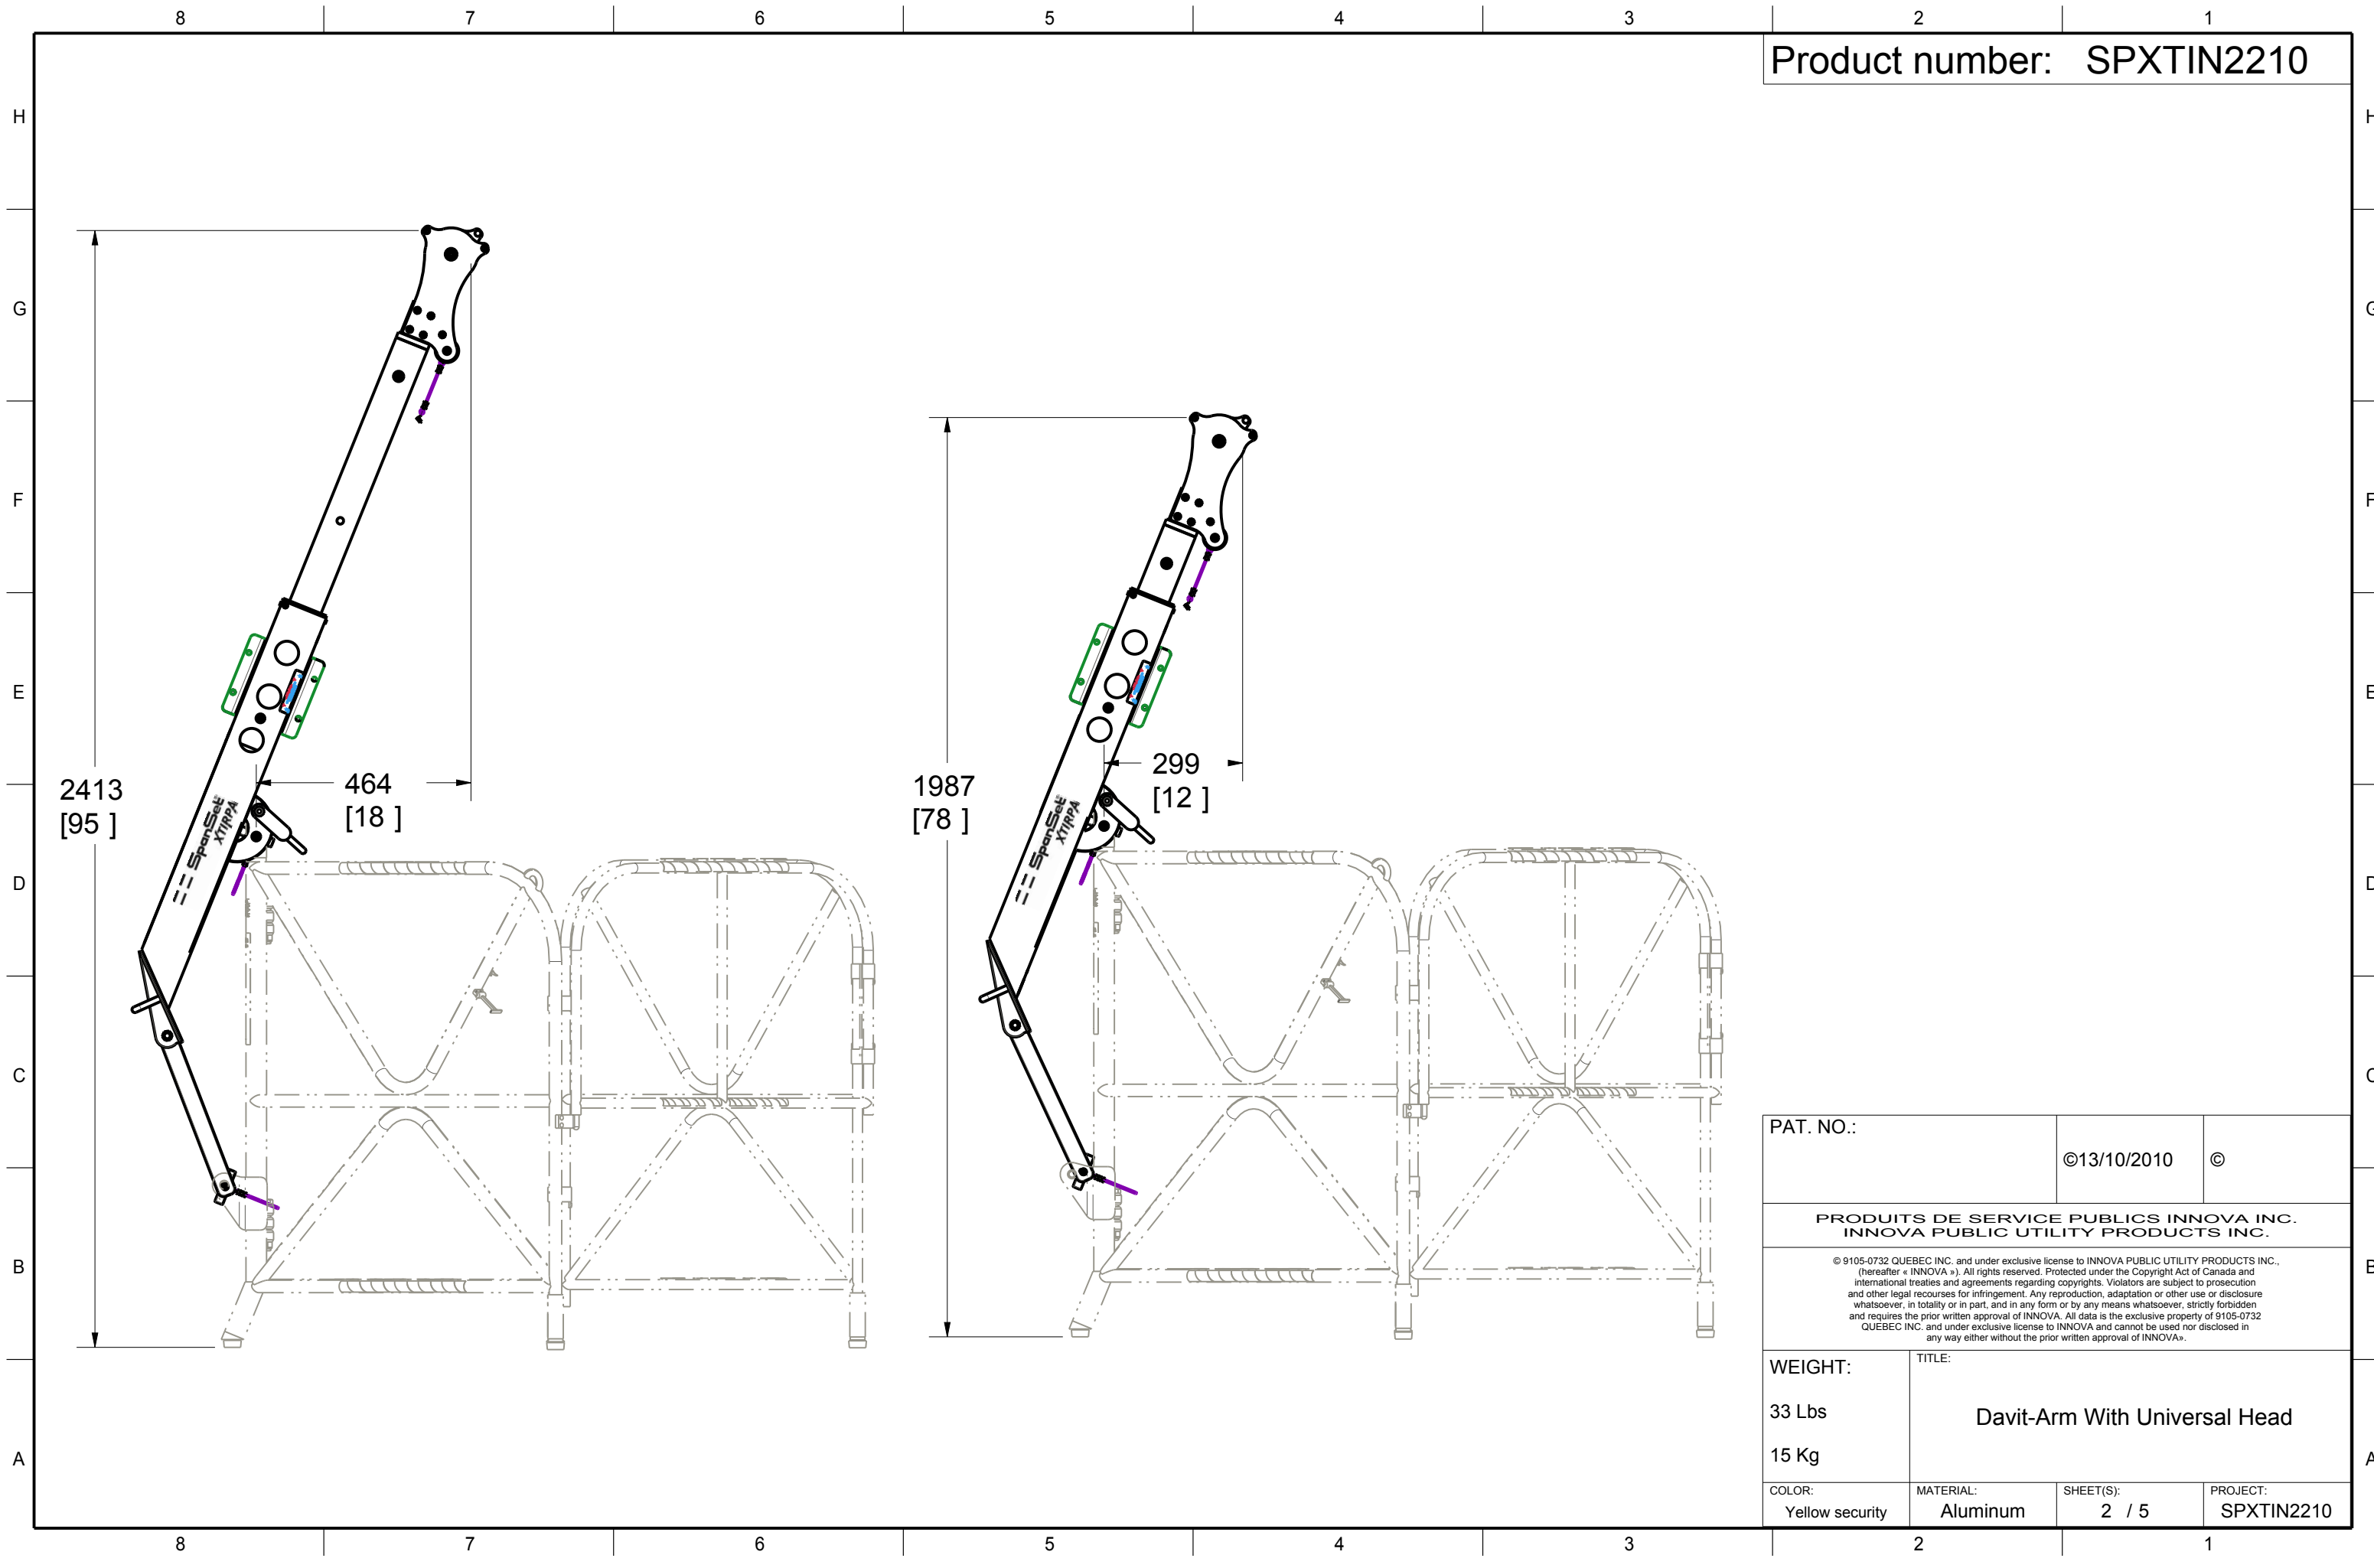 8 7 6 5 4 3 2 1
Product number: SPXTIN2210
H H
G G
F F
E E
D D
C C
B B
A A
2413
[95 ]
464
[18 ]
SpanSet
XTIRPA
1987
[78 ]
299
[12 ]
SpanSet
XTIRPA
PAT. NO.:
©13/10/2010
©
PRODUITS DE SERVICE PUBLICS INNOVA INC.
INNOVA PUBLIC UTILITY PRODUCTS INC.
© 9105-0732 QUEBEC INC. and under exclusive license to INNOVA PUBLIC UTILITY PRODUCTS INC.,
(hereafter « INNOVA »). All rights reserved. Protected under the Copyright Act of Canada and
international treaties and agreements regarding copyrights. Violators are subject to prosecution
and other legal recourses for infringement. Any reproduction, adaptation or other use or disclosure
whatsoever, in totality or in part, and in any form or by any means whatsoever, strictly forbidden
and requires the prior written approval of INNOVA. All data is the exclusive property of 9105-0732
QUEBEC INC. and under exclusive license to INNOVA and cannot be used nor disclosed in
any way either without the prior written approval of INNOVA».
WEIGHT:
33 Lbs
15 Kg
TITLE:
Davit-Arm With Universal Head
COLOR:
Yellow security
MATERIAL:
Aluminum
SHEET(S):
2 / 5
PROJECT:
SPXTIN2210
8 7 6 5 4 3 2 1